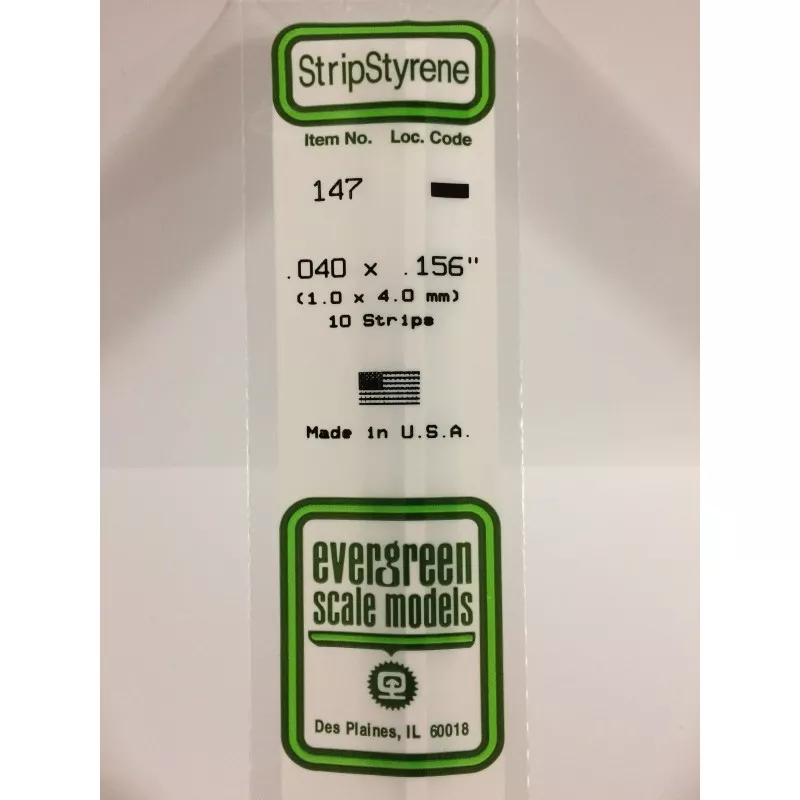 StripStyrene
Item No. Loc. Code
147
.040 x .156"
(1.0 x 4.0 mm)
10 Strips
Made in U.S.A.
evergreen
scale models
Des Plaines, IL 60018